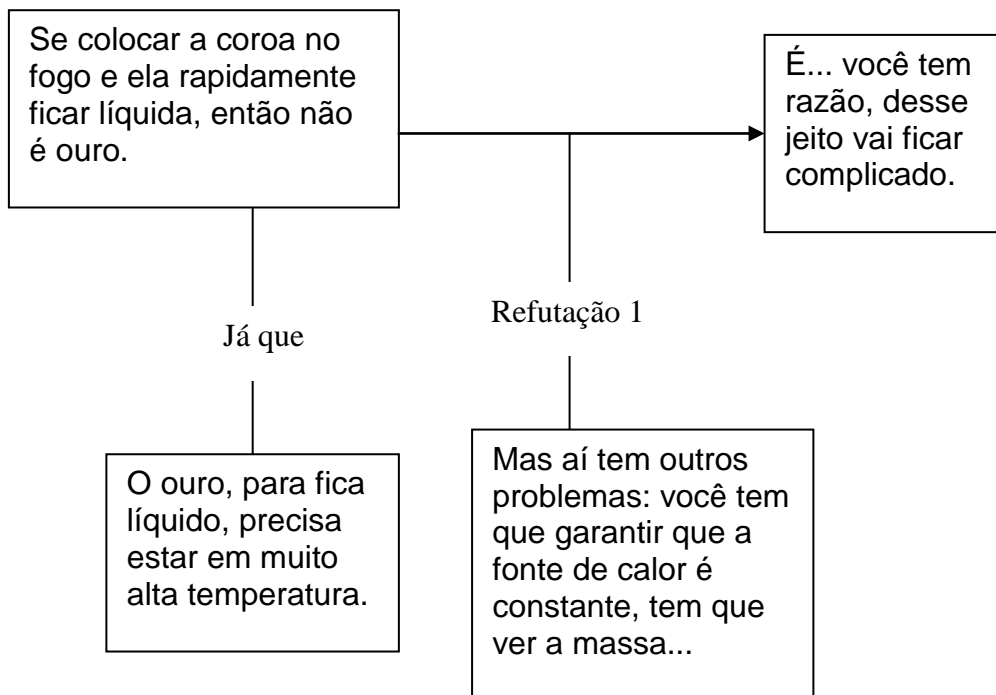 Se colocar a coroa no
fogo e ela rapidamente
ficar líquida, então não
é ouro.
É... você tem
razão, desse
jeito vai ficar
complicado.
Já que
Refutação 1
O ouro, para fica
líquido, precisa
estar em muito
alta temperatura.
Mas aí tem outros
problemas: você tem
que garantir que a
fonte de calor é
constante, tem que
ver a massa...